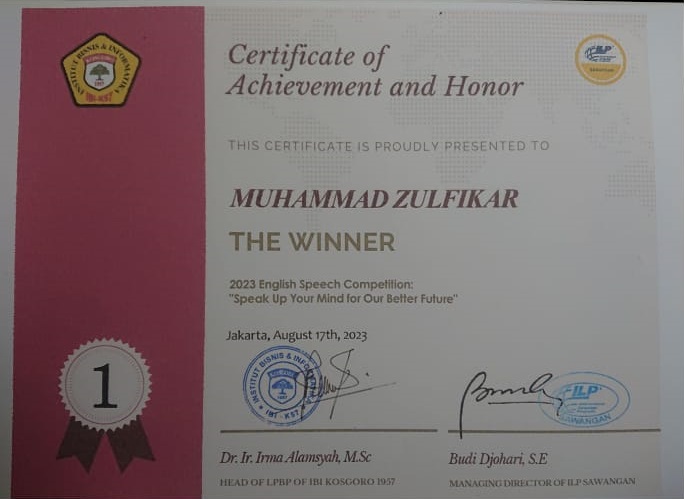 INSTITUT BISNIS & INFORMATIKA
KOSGORO
1957
IBI-K57
Certificate of
Achievement and Honor
ILP
SAWANGAN
THIS CERTIFICATE IS PROUDLY PRESENTED TO
MUHAMMAD ZULFIKAR
THE WINNER
2023 English Speech Competition:
"Speak Up Your Mind for Our Better Future"
Jakarta, August 17th, 2023
1
INSTITUT BISNIS & INFORMATIKA
IBI - K57
ILP
SAWANGAN
Dr. Ir. Irma Alamsyah, M.Sc
HEAD OF LPBP OF IBI KOSGORO 1957
Budi Djohari, S.E
MANAGING DIRECTOR OF ILP SAWANGAN